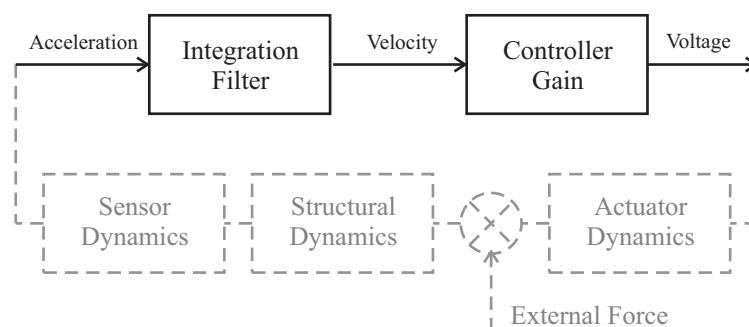 Acceleration
Integration
Filter
Velocity
Controller
Gain
Voltage
Sensor
Dynamics
Structural
Dynamics
Actuator
Dynamics
External Force